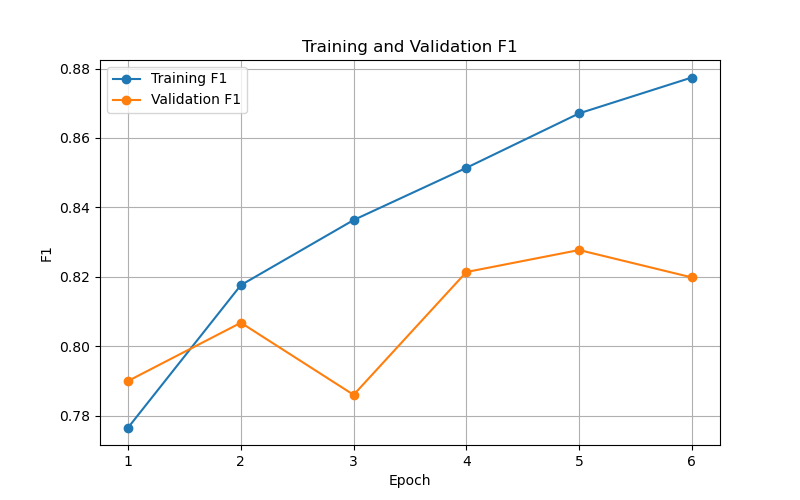 Training and Validation F1
Training F1
Validation F1
0.88
0.86
0.84
0.82
0.80
0.78
F1
1 2 3 4 5 6
Epoch